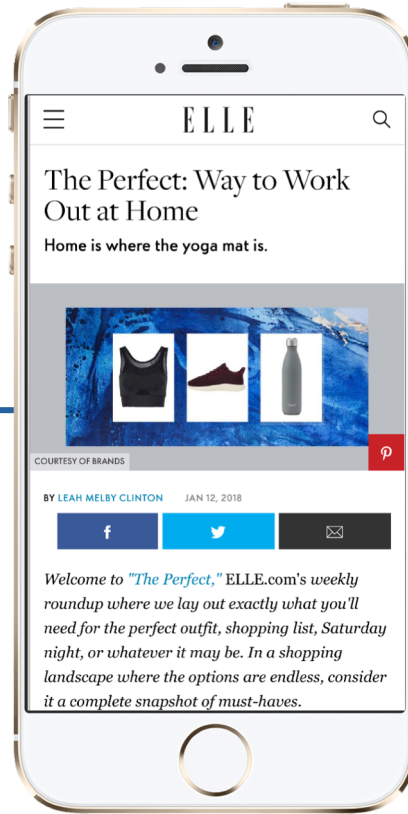 ELLE
The Perfect: Way to Work
Out at Home
Home is where the yoga mat is.
COURTESY OF BRANDS
BY LEAH MELBY CLINTON JAN 12, 2018
Welcome to "The Perfect," ELLE.com's weekly
roundup where we lay out exactly what you'll
need for the perfect outfit, shopping list, Saturday
night, or whatever it may be. In a shopping
landscape where the options are endless, consider
it a complete snapshot of must-haves.